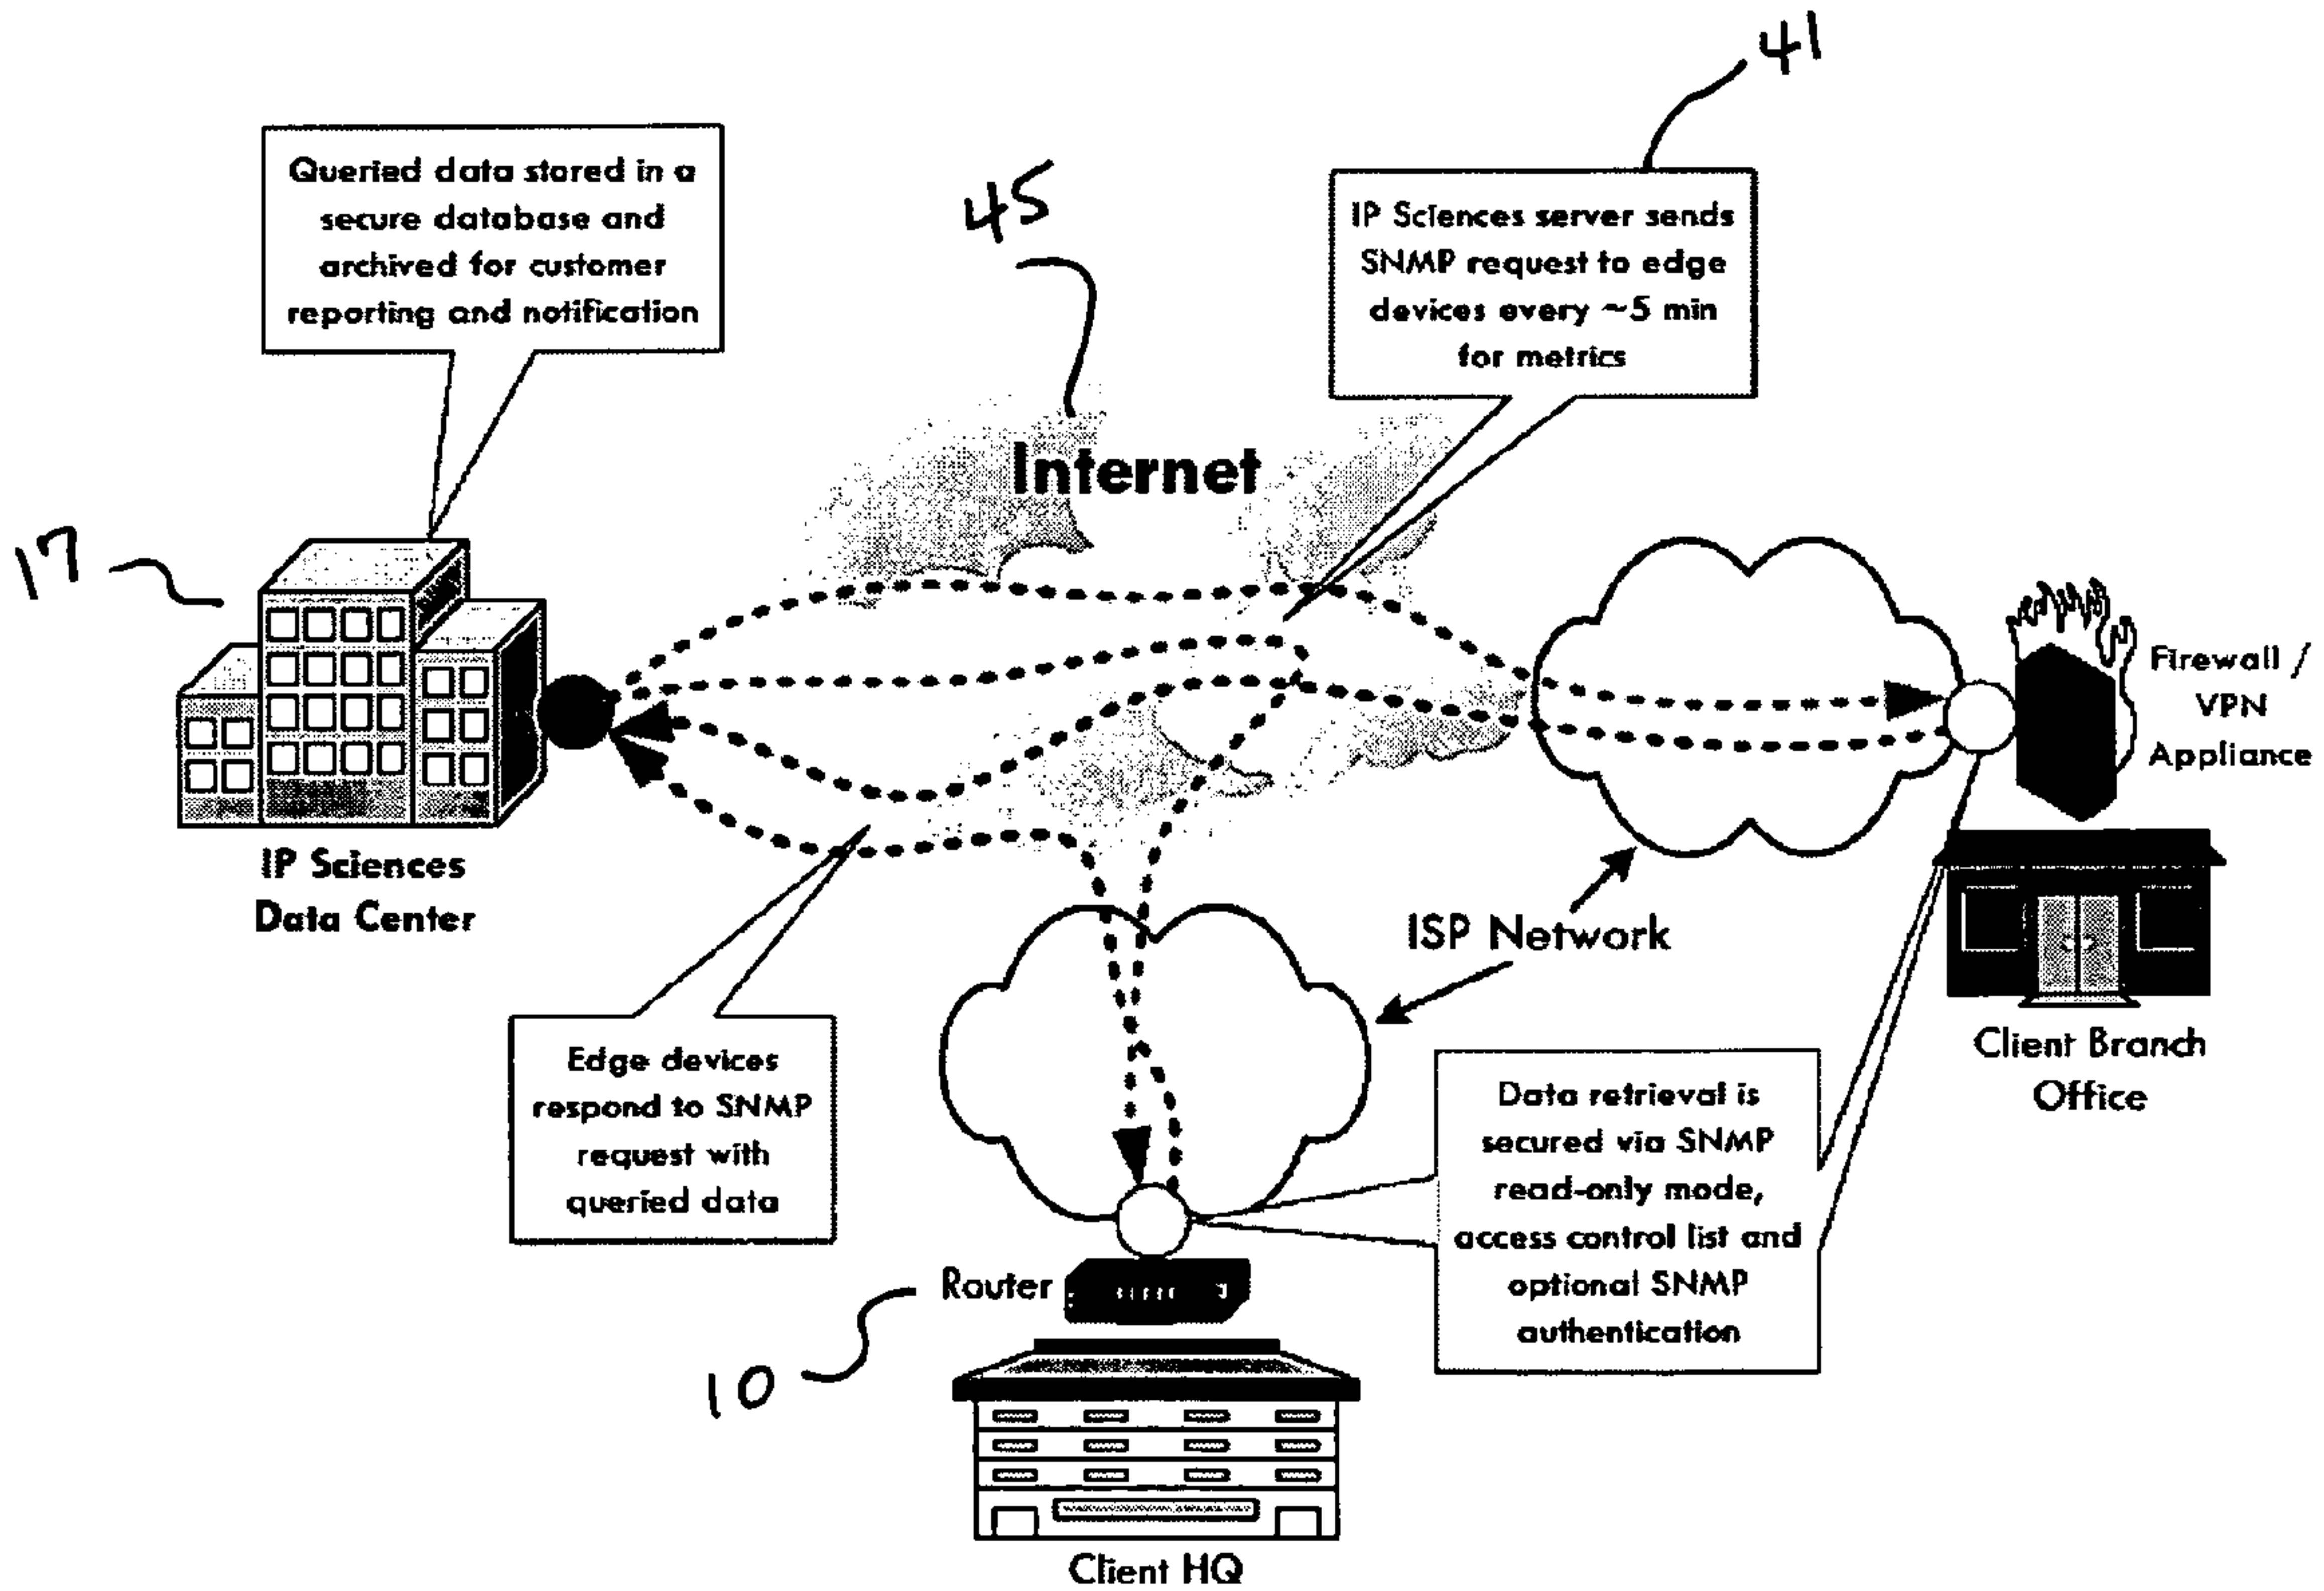 41
Queried data stored in a
secure database and
archived for customer
reporting and notification
45
IP Sciences server sends
SNMP request to edge
devices every ~5 min
for metrics
Internet
17
Firewall /
VPN
Appliance
IP Sciences
Data Center
ISP Network
Client Branch
Office
Edge devices
respond to SNMP
request with
queried data
Data retrieval is
secured via SNMP
read-only mode,
access control list and
optional SNMP
authentication
Router
10
Client HQ